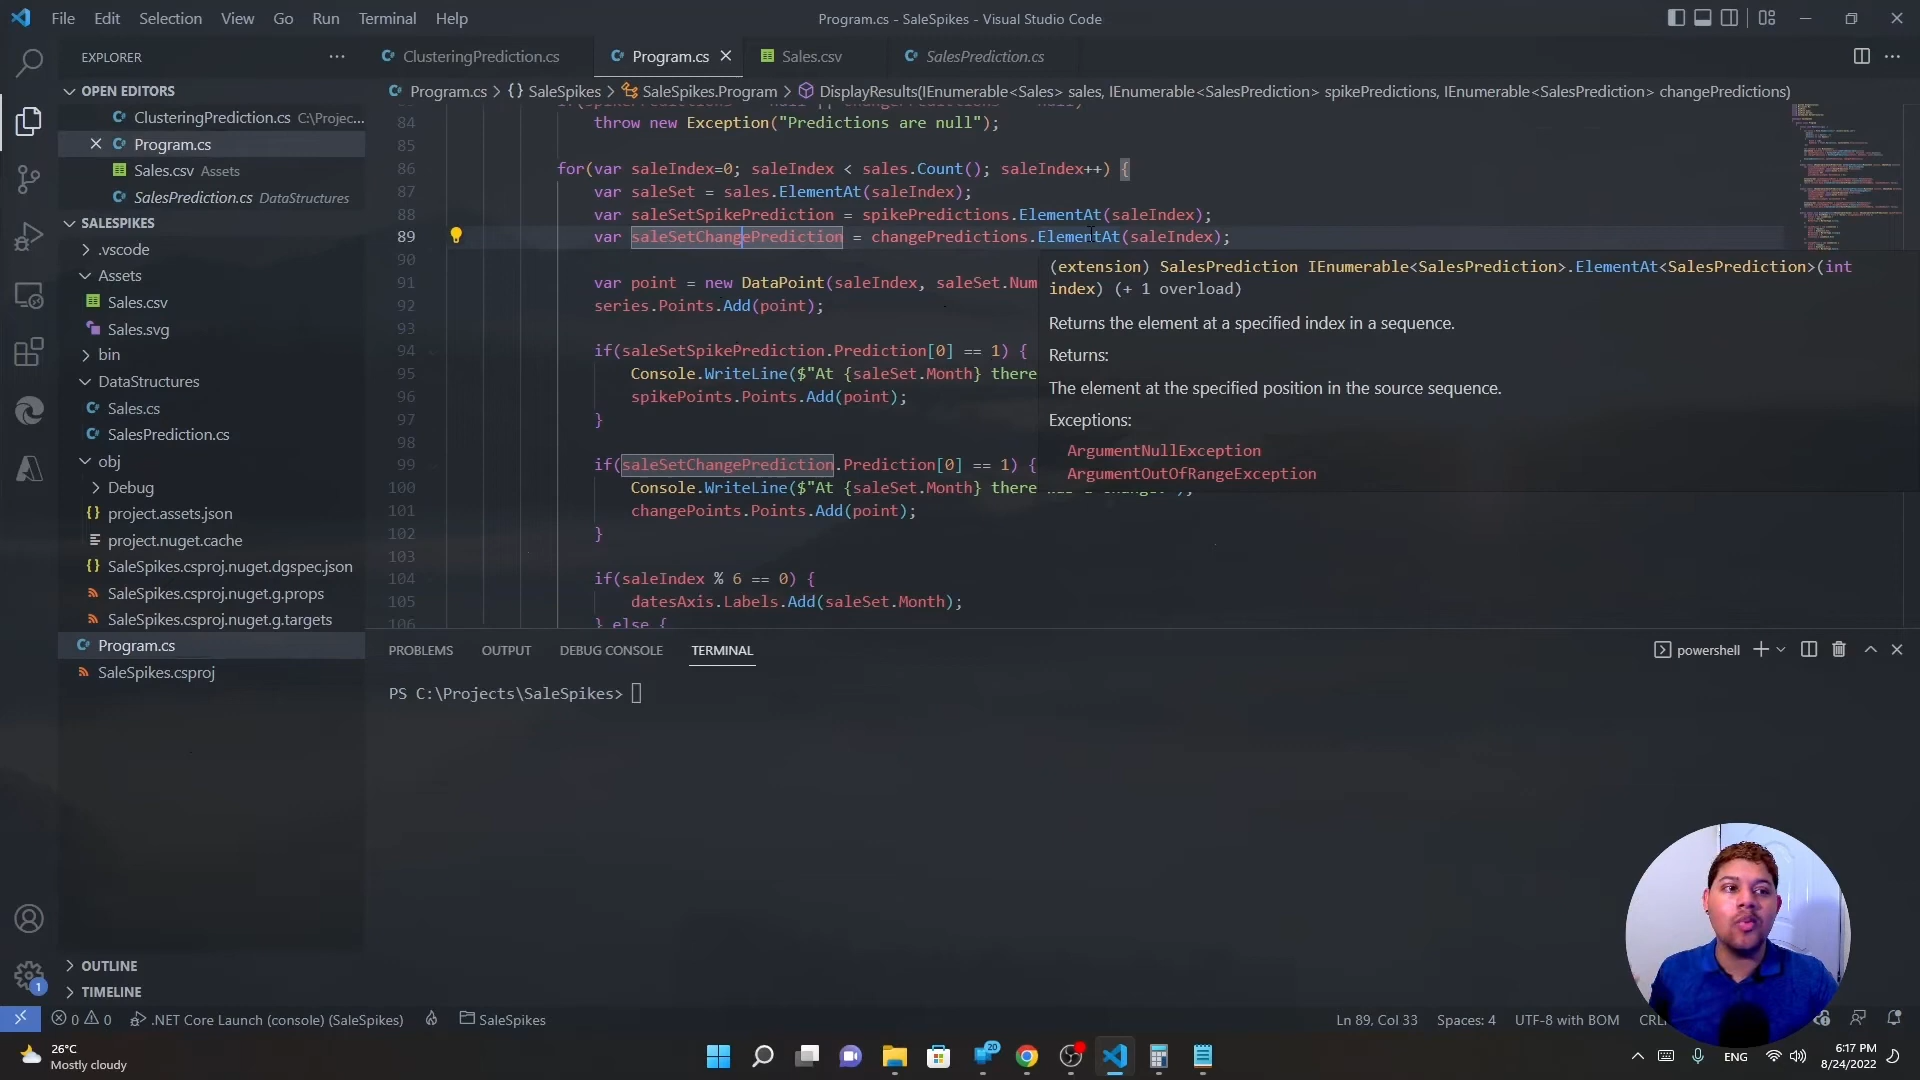 File Edit Selection View Go Run Terminal Help
Program.cs - SaleSpikes - Visual Studio Code
EXPLORER
ClusteringPrediction.cs
Program.cs
Sales.csv
SalesPrediction.cs
OPEN EDITORS
ClusteringPrediction.cs C:\Projec...
Program.cs
Sales.csv Assets
SalesPrediction.cs DataStructures
SALESPIKES
.vscode
Assets
Sales.csv
Sales.svg
bin
DataStructures
Sales.cs
SalesPrediction.cs
obj
Debug
project.assets.json
project.nuget.cache
SaleSpikes.csproj.nuget.dgspec.json
SaleSpikes.csproj.nuget.g.props
SaleSpikes.csproj.nuget.g.targets
Program.cs
SaleSpikes.csproj
OUTLINE
TIMELINE
Program.cs > {} SaleSpikes > SaleSpikes.Program > DisplayResults(IEnumerable<Sales> sales, IEnumerable<SalesPrediction> spikePredictions, IEnumerable<SalesPrediction> changePredictions)
84 throw new Exception("Predictions are null");
85
86 for(var saleIndex=0; saleIndex < sales.Count(); saleIndex++) {
87 var saleSet = sales.ElementAt(saleIndex);
88 var saleSetSpikePrediction = spikePredictions.ElementAt(saleIndex);
89 var saleSetChangePrediction = changePredictions.ElementAt(saleIndex);
90
91 var point = new DataPoint(saleIndex, saleSet.Num
92 series.Points.Add(point);
93
94 if(saleSetSpikePrediction.Prediction[0] == 1) {
95 Console.WriteLine($"At {saleSet.Month} there
96 spikePoints.Points.Add(point);
97 }
98
99 if(saleSetChangePrediction.Prediction[0] == 1) {
100 Console.WriteLine($"At {saleSet.Month} there
101 changePoints.Points.Add(point);
102 }
103
104 if(saleIndex % 6 == 0) {
105 datesAxis.Labels.Add(saleSet.Month);
106 } else {
(extension) SalesPrediction IEnumerable<SalesPrediction>.ElementAt<SalesPrediction>(int
index) (+ 1 overload)
Returns the element at a specified index in a sequence.
Returns:
The element at the specified position in the source sequence.
Exceptions:
ArgumentNullException
ArgumentOutOfRangeException
PROBLEMS OUTPUT DEBUG CONSOLE TERMINAL
powershell
PS C:\Projects\SaleSpikes>
1
0 0 .NET Core Launch (console) (SaleSpikes) SaleSpikes
Ln 89, Col 33 Spaces: 4 UTF-8 with BOM
26°C
Mostly cloudy
20
ENG
6:17 PM
8/24/2022